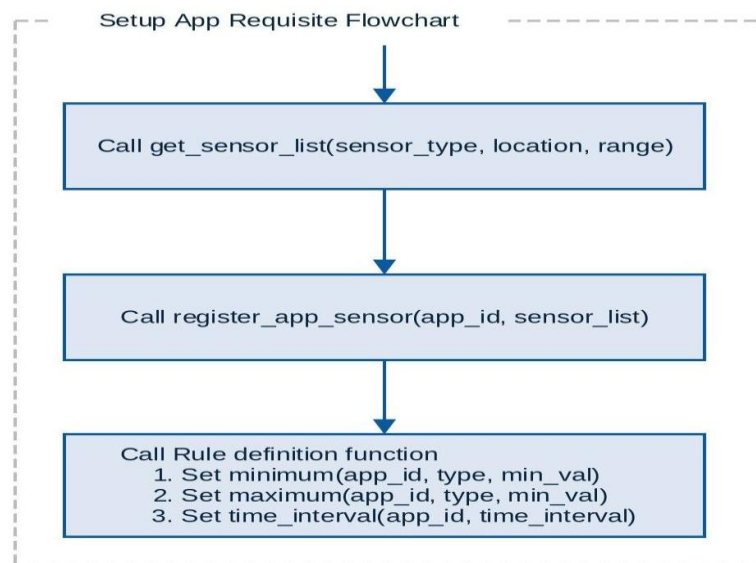 Setup App Requisite Flowchart
Call get_sensor_list(sensor_type, location, range)
Call register_app_sensor(app_id, sensor_list)
Call Rule definition function
1. Set minimum(app_id, type, min_val)
2. Set maximum(app_id, type, min_val)
3. Set time_interval(app_id, time_interval)